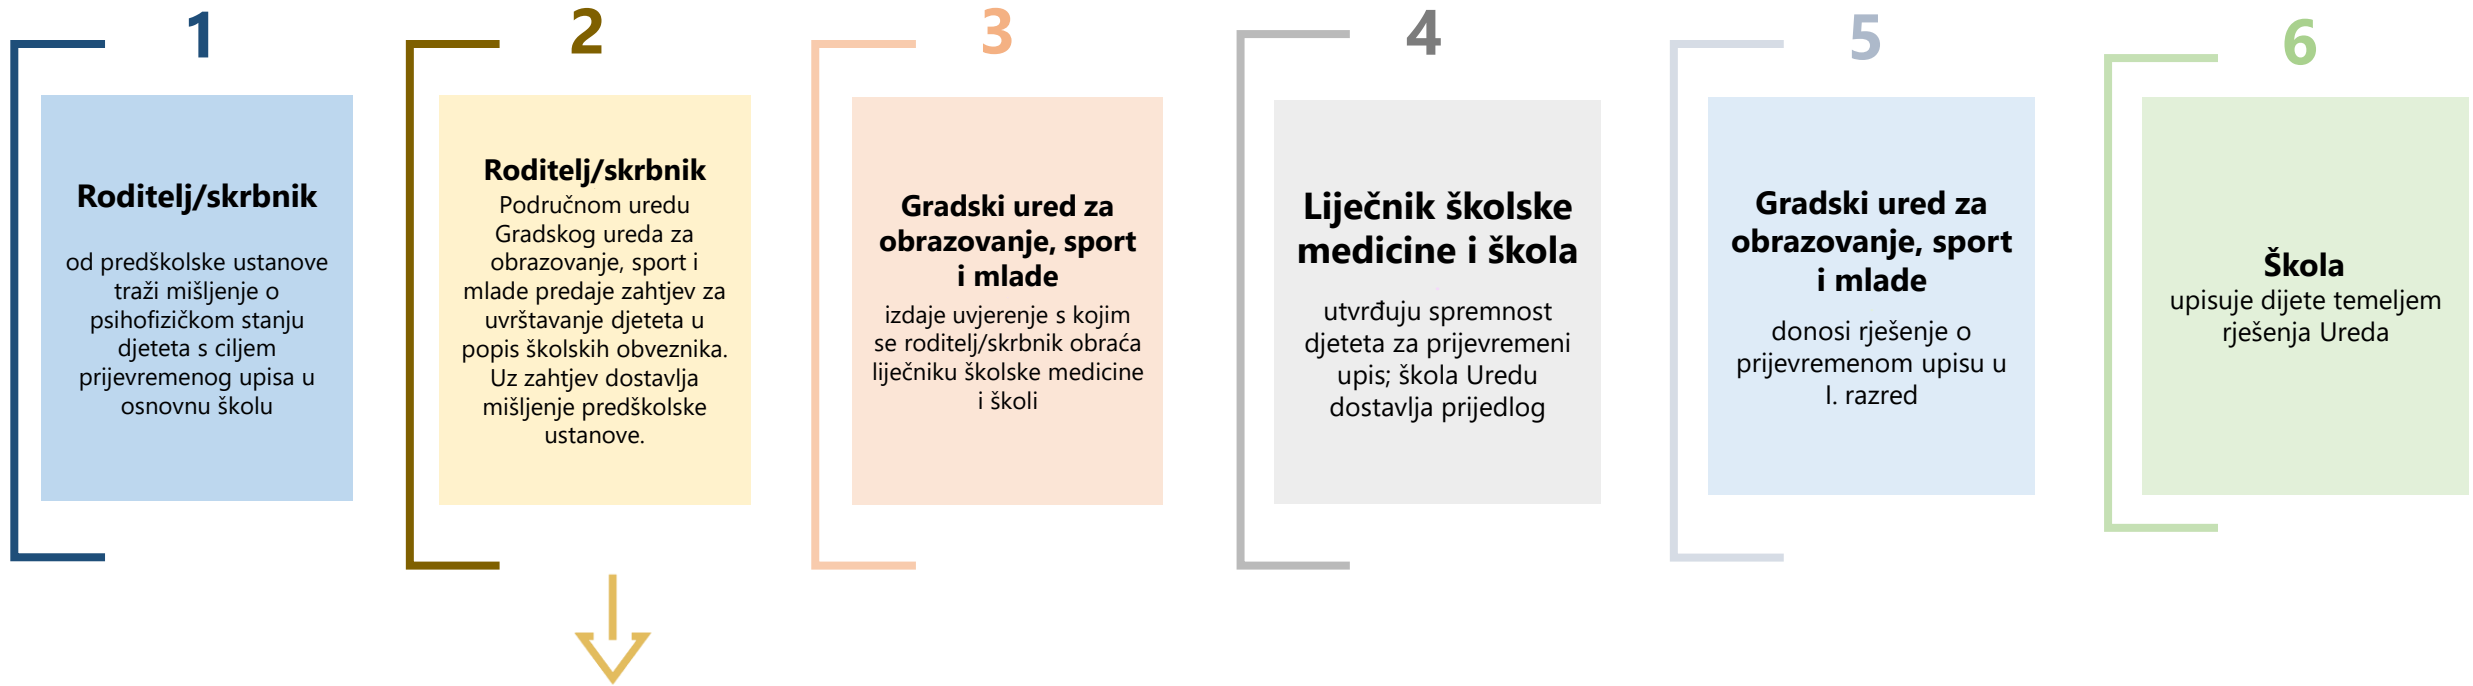 1
Roditelj/skrbnik
od predškolske ustanove
traži mišljenje o
psihofizičkom stanju
djeteta s ciljem
prijevremenog upisa u
osnovnu školu
2
Roditelj/skrbnik
Područnom uredu
Gradskog ureda za
obrazovanje, sport i
mlade predaje zahtjev za
uvrštavanje djeteta u
popis školskih obveznika.
Uz zahtjev dostavlja
mišljenje predškolske
ustanove.
3
Gradski ured za
obrazovanje, sport
i mlade
izdaje uvjerenje s kojim
se roditelj/skrbnik obraća
liječniku školske medicine
i školi
4
Liječnik školske
medicine i škola
utvrđuju spremnost
djeteta za prijevremeni
upis; škola Uredu
dostavlja prijedlog
5
Gradski ured za
obrazovanje, sport
i mlade
donosi rješenje o
prijevremenom upisu u
I. razred
6
Škola
upisuje dijete temeljem
rješenja Ureda